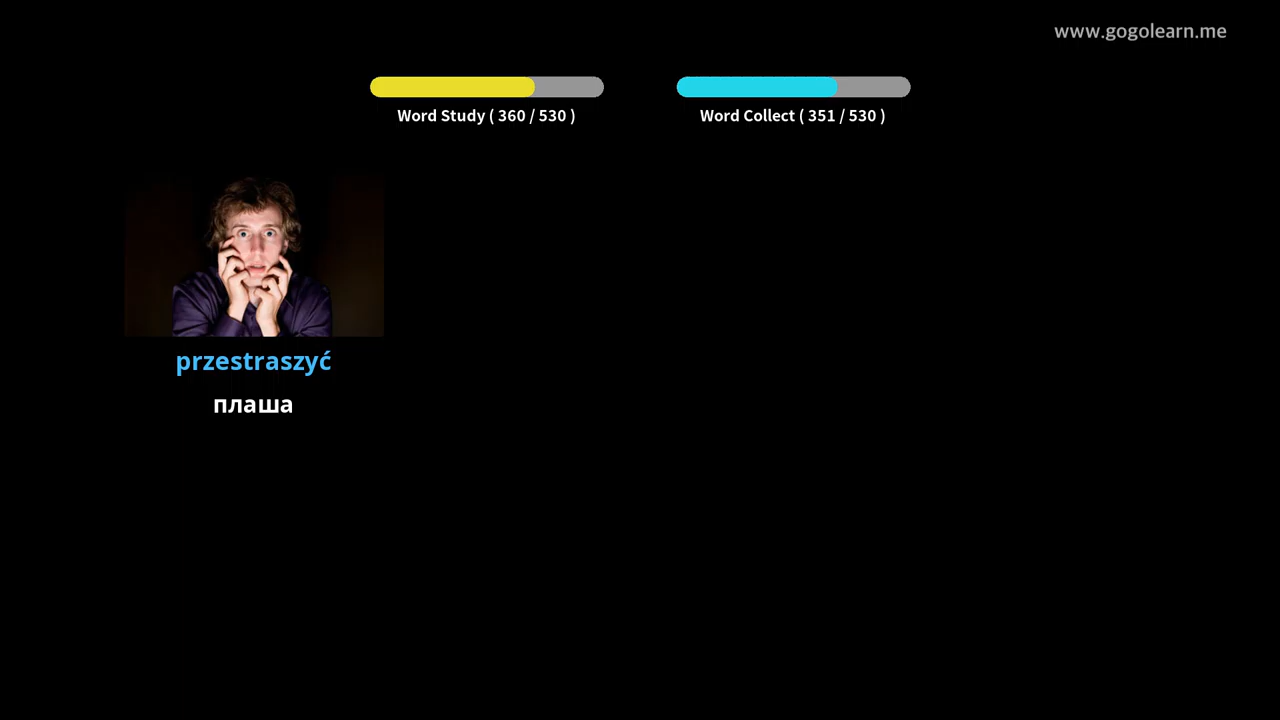 www.gogolearn.me
Word Study ( 360 / 530 )
Word Collect ( 351 / 530 )
przestraszyć
плаша